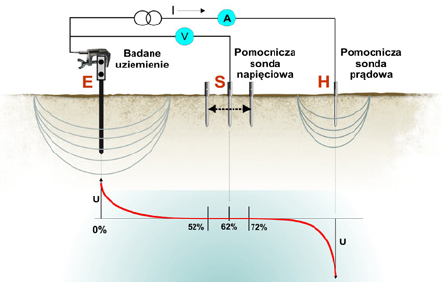 I
A
V
Badane
uziemienie
Pomocnicza
sonda
napięciowa
Pomocnicza
sonda
prądowa
E
S
H
U
0%
52%
62%
72%
U